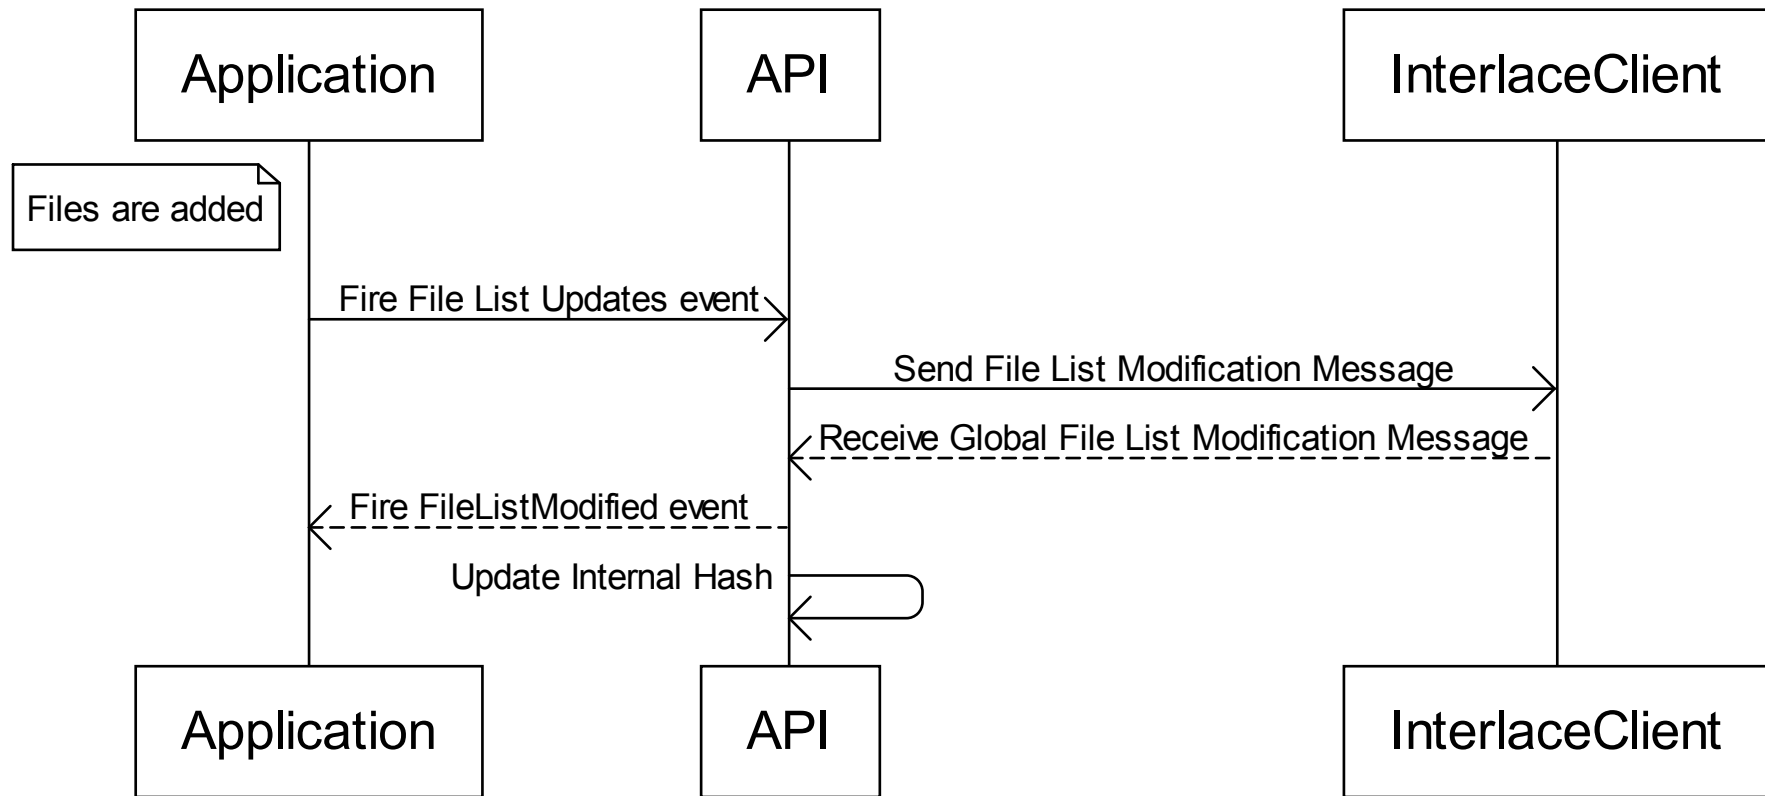 Application
API
InterlaceClient
Files are added
Fire File List Updates event
Send File List Modification Message
Receive Global File List Modification Message
Fire FileListModified event
Update Internal Hash
Application
API
InterlaceClient